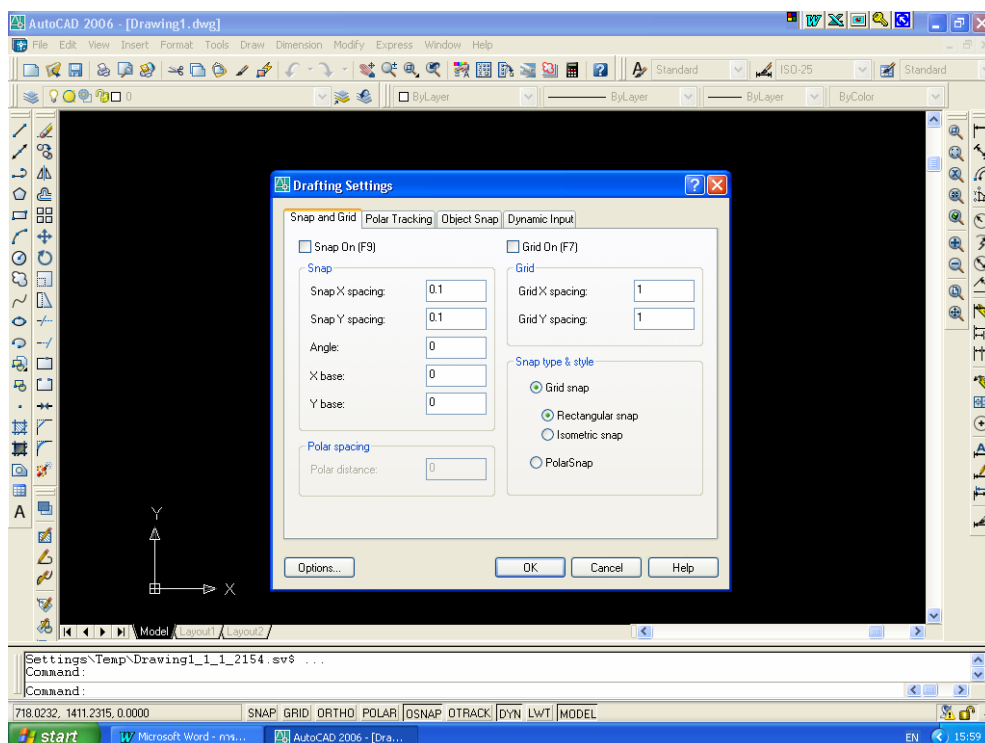 AutoCAD 2006 - [Drawing1.dwg]
File Edit View Insert Format Tools Draw Dimension Modify Express Window Help
Standard ISO-25 Standard
0 ByLayer ByLayer ByLayer ByColor
Drafting Settings
Snap and Grid Polar Tracking Object Snap Dynamic Input
Snap On (F9) Grid On (F7)
Snap Grid
Snap X spacing: 0.1 Grid X spacing: 1
Snap Y spacing: 0.1 Grid Y spacing: 1
Angle: 0
Snap type & style
X base: 0 Grid snap
Y base: 0 Rectangular snap
Isometric snap
Polar spacing
Polar distance: 0 PolarSnap
A
Y
X
Options... OK Cancel Help
Model Layout1 Layout2
Settings\Temp\Drawing1_1_1_2154.sv$ ...
Command:
Command:
718.0232, 1411.2315, 0.0000 SNAP GRID ORTHO POLAR OSNAP OTRACK DYN LWT MODEL
start Microsoft Word - การ... AutoCAD 2006 - [Dra... EN 15:59